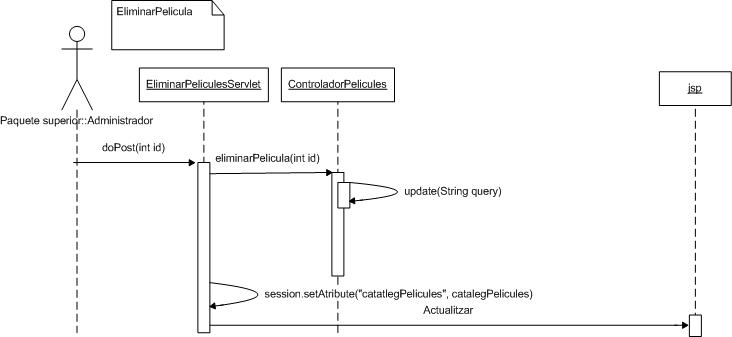 EliminarPelicula
EliminarPeliculesServlet
ControladorPelicules
jsp
Paquete superior::Administrador
doPost(int id)
eliminarPelicula(int id)
update(String query)
session.setAtribute("catatlegPelicules", catalegPelicules)
Actualitzar